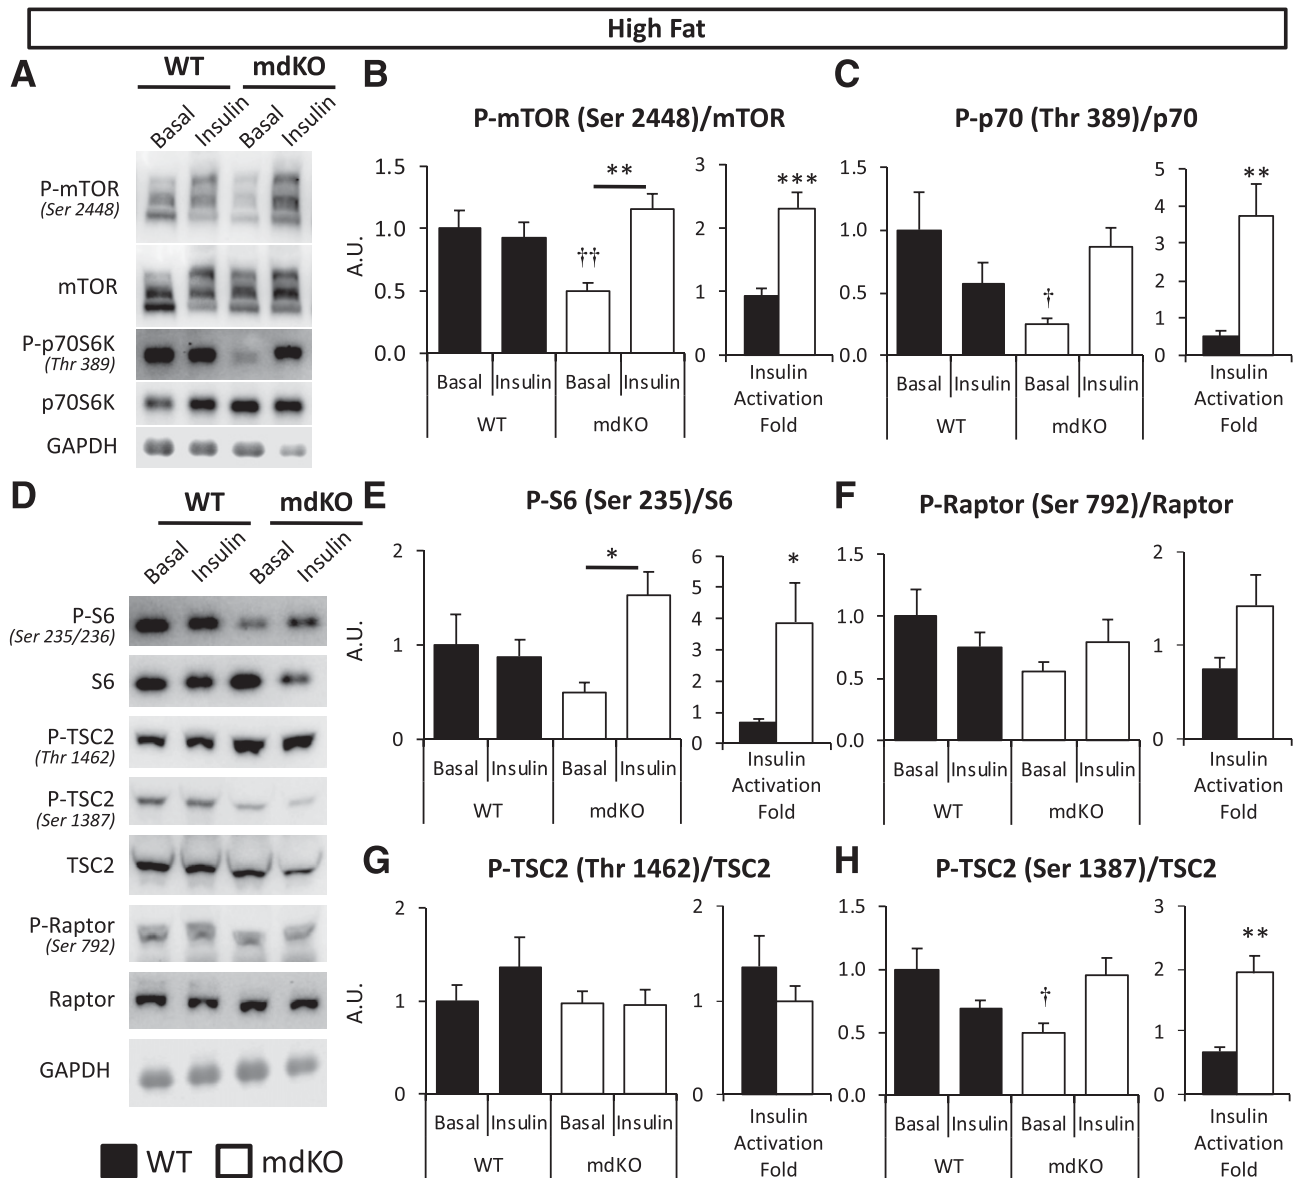 High Fat
A
WT mdKO
Basal Insulin Basal Insulin
P-mTOR
(Ser 2448)
mTOR
P-p70S6K
(Thr 389)
p70S6K
GAPDH
B
P-mTOR (Ser 2448)/mTOR
A.U.
1.5
1.0
0.5
0.0
††
**
Basal Insulin Basal Insulin
WT mdKO
3
2
1
0
***
Insulin
Activation
Fold
C
P-p70 (Thr 389)/p70
1.5
1.0
0.5
0.0
†
Basal Insulin Basal Insulin
WT mdKO
5
4
3
2
1
0
**
Insulin
Activation
Fold
D
WT mdKO
Basal Insulin Basal Insulin
P-S6
(Ser 235/236)
S6
P-TSC2
(Thr 1462)
P-TSC2
(Ser 1387)
TSC2
P-Raptor
(Ser 792)
Raptor
GAPDH
WT mdKO
E
P-S6 (Ser 235)/S6
A.U.
2
1
0
*
Basal Insulin Basal Insulin
WT mdKO
6
5
4
3
2
1
0
*
Insulin
Activation
Fold
F
P-Raptor (Ser 792)/Raptor
1.5
1.0
0.5
0.0
Basal Insulin Basal Insulin
WT mdKO
2
1
0
Insulin
Activation
Fold
G
P-TSC2 (Thr 1462)/TSC2
A.U.
2
1
0
Basal Insulin Basal Insulin
WT mdKO
2
1
0
Insulin
Activation
Fold
H
P-TSC2 (Ser 1387)/TSC2
1.5
1.0
0.5
0.0
†
Basal Insulin Basal Insulin
WT mdKO
3
2
1
0
**
Insulin
Activation
Fold